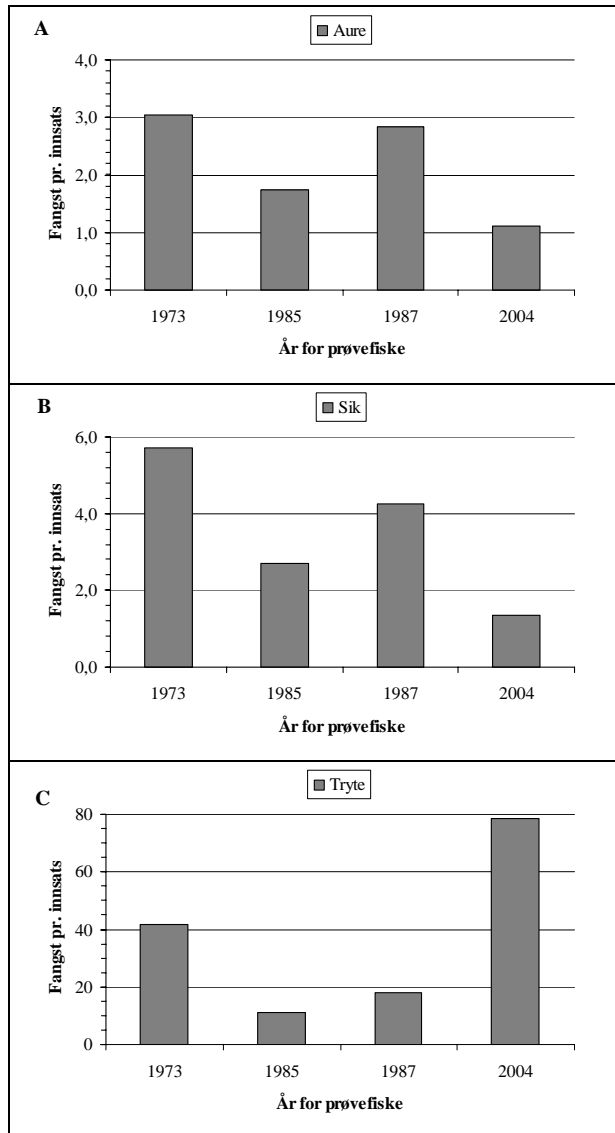 A
Aure
4,0
3,0
2,0
1,0
0,0
Fangst pr. innsats
1973 1985 1987 2004
År for prøvefiske
B
Sik
6,0
4,0
2,0
0,0
Fangst pr. innsats
1973 1985 1987 2004
År for prøvefiske
C
Tryte
80
60
40
20
0
Fangst pr. innsats
1973 1985 1987 2004
År for prøvefiske